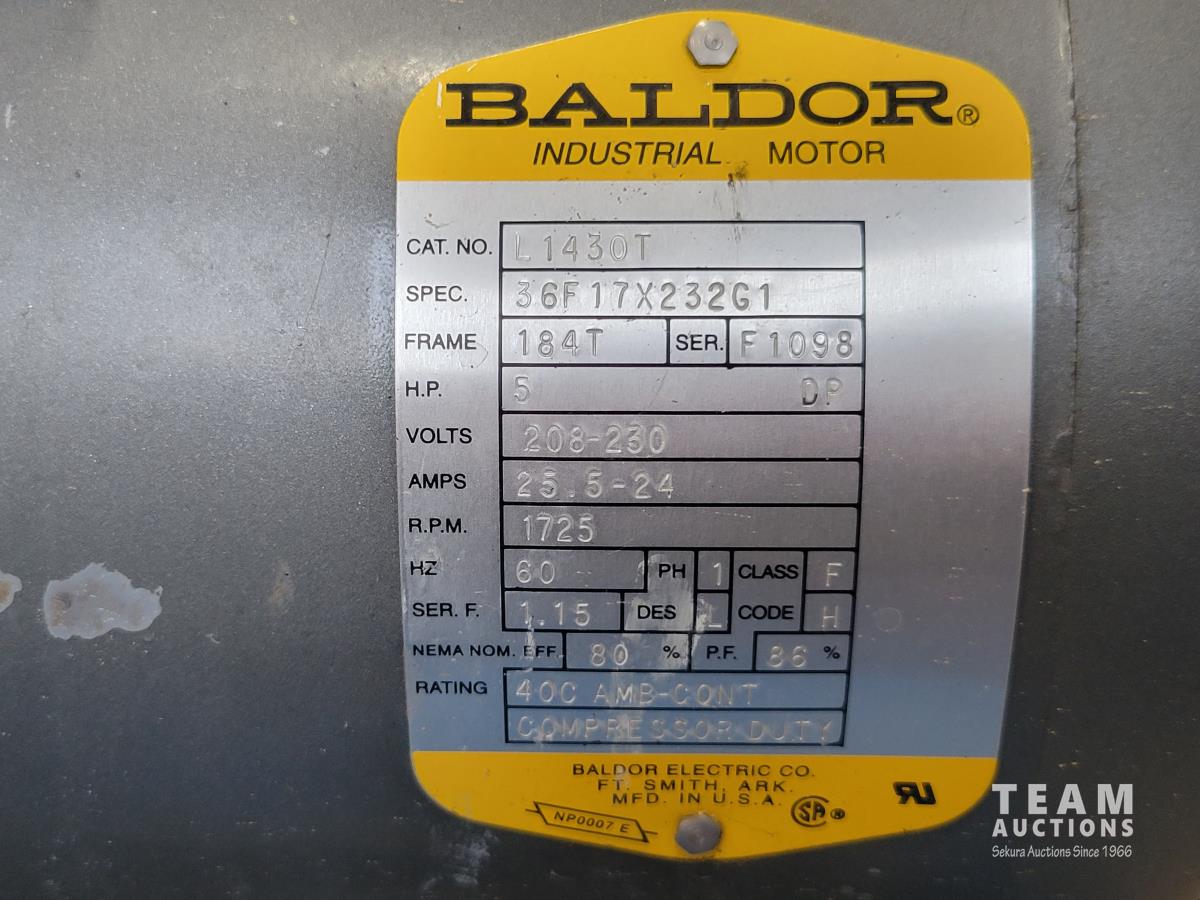 BALDOR®
INDUSTRIAL MOTOR
CAT. NO. L1430T
SPEC. 36F17X232G1
FRAME 184T SER. F1098
H.P. 5 DP
VOLTS 208-230
AMPS 25.5-24
R.P.M. 1725
HZ 60 PH 1 CLASS F
SER. F. 1.15 DES L CODE H
NEMA NOM. EFF. 80 % P.F. 86 %
RATING 40C AMB-CONT
COMPRESSOR DUTY
BALDOR ELECTRIC CO.
FT. SMITH, ARK.
MFD. IN U.S.A.
NP0007 E
SA ®
TEAM
AUCTIONS
Sekura Auctions Since 1966